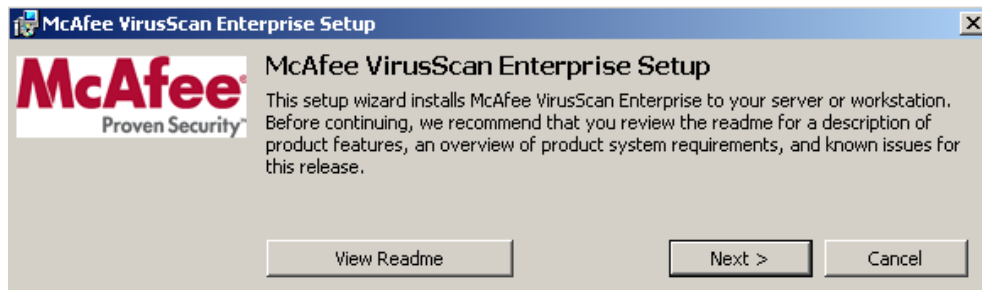 McAfee VirusScan Enterprise Setup
McAfee
Proven Security™
McAfee VirusScan Enterprise Setup
This setup wizard installs McAfee VirusScan Enterprise to your server or workstation.
Before continuing, we recommend that you review the readme for a description of
product features, an overview of product system requirements, and known issues for
this release.
View Readme
Next >
Cancel